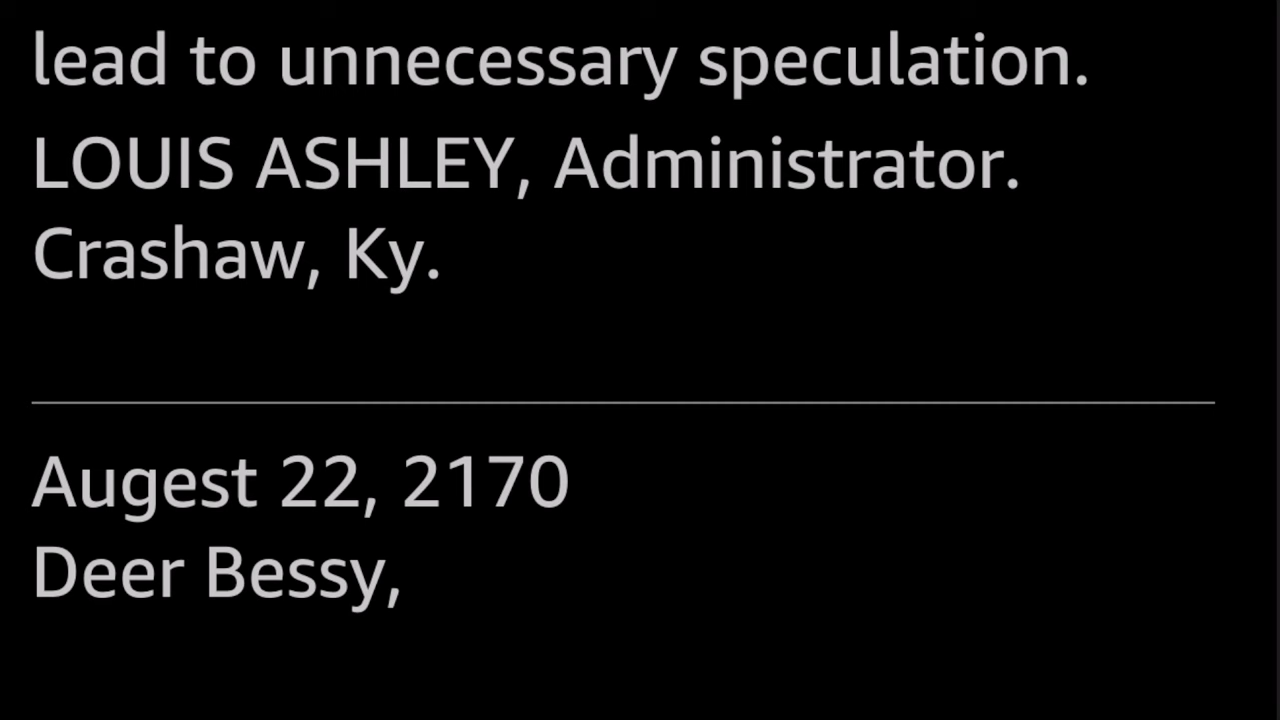 lead to unnecessary speculation.
LOUIS ASHLEY, Administrator.
Crashaw, Ky.
Augest 22, 2170
Deer Bessy,